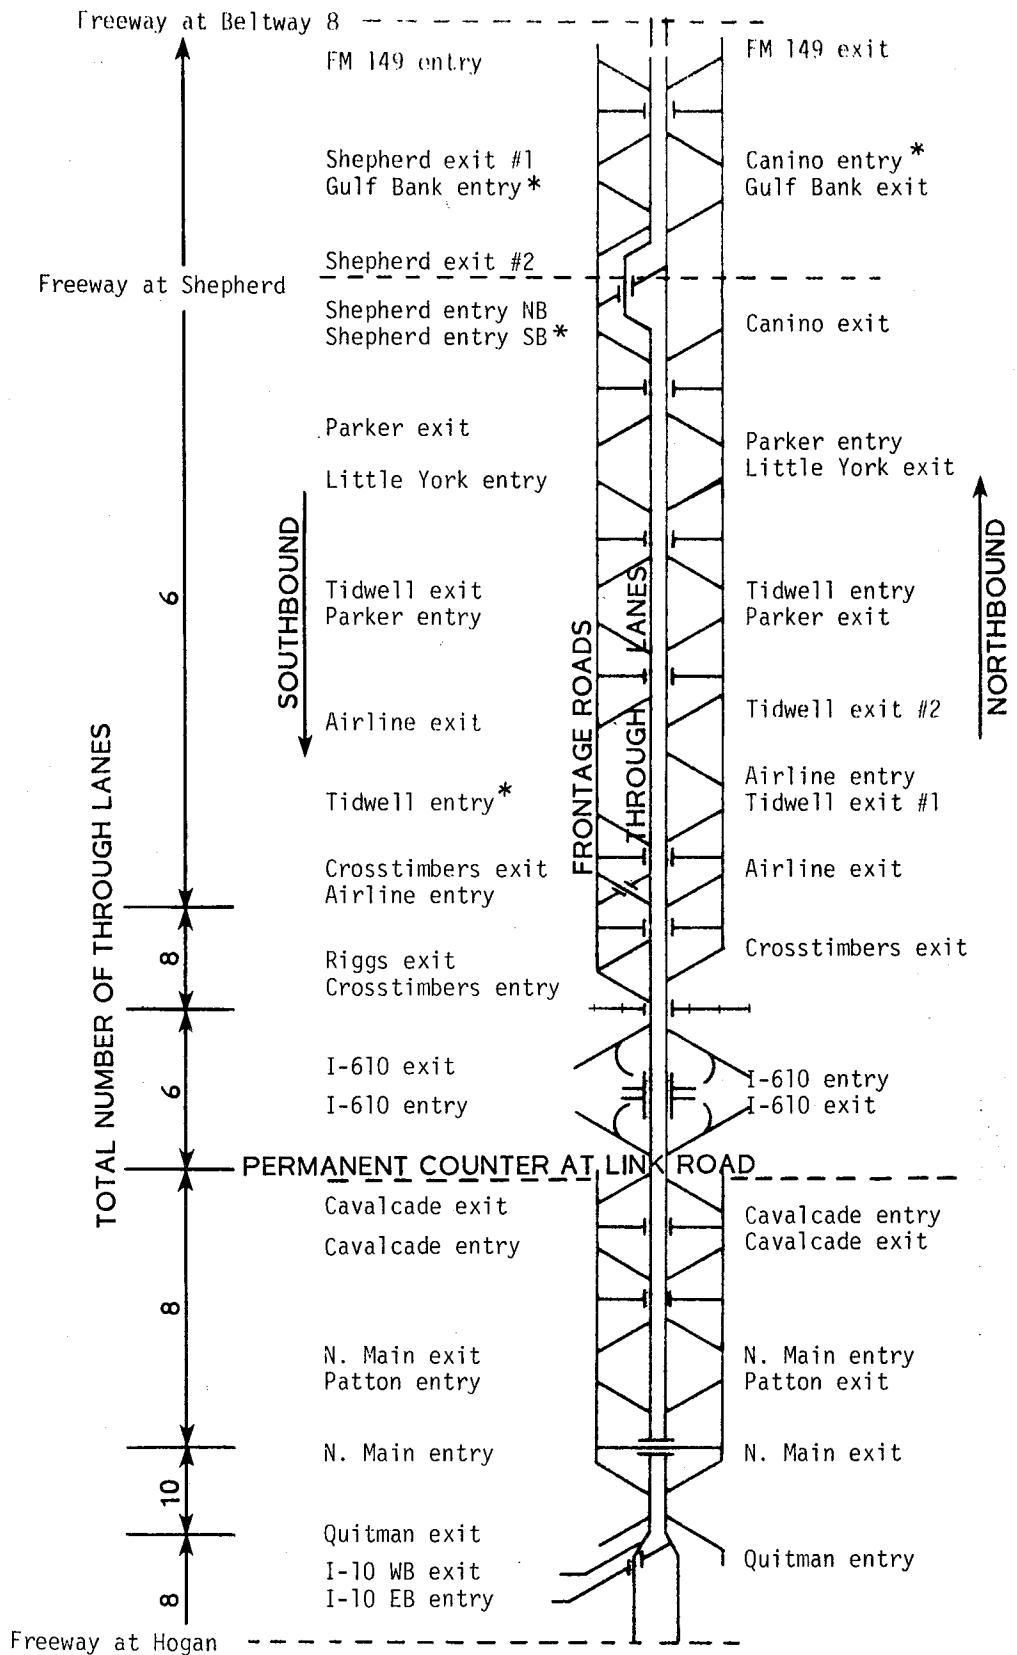 Freeway at Beltway 8
FM 149 entry
FM 149 exit
Shepherd exit #1
Canino entry*
Gulf Bank entry*
Gulf Bank exit
Shepherd exit #2
Freeway at Shepherd
Shepherd entry NB
Shepherd entry SB*
Canino exit
Parker exit
Parker entry
Little York entry
Little York exit
SOUTHBOUND
NORTHBOUND
6
Tidwell exit
Tidwell entry
Parker entry
Parker exit
FRONTAGE ROADS
THROUGH LANES
Airline exit
Tidwell exit #2
Airline entry
Tidwell entry*
Tidwell exit #1
TOTAL NUMBER OF THROUGH LANES
Crosstimbers exit
Airline exit
Airline entry
8
Riggs exit
Crosstimbers exit
Crosstimbers entry
6
I-610 exit
I-610 entry
I-610 entry
I-610 exit
PERMANENT COUNTER AT LINK ROAD
Cavalcade exit
Cavalcade entry
Cavalcade entry
Cavalcade exit
8
N. Main exit
N. Main entry
Patton entry
Patton exit
N. Main entry
N. Main exit
10
Quitman exit
Quitman entry
I-10 WB exit
I-10 EB entry
8
Freeway at Hogan